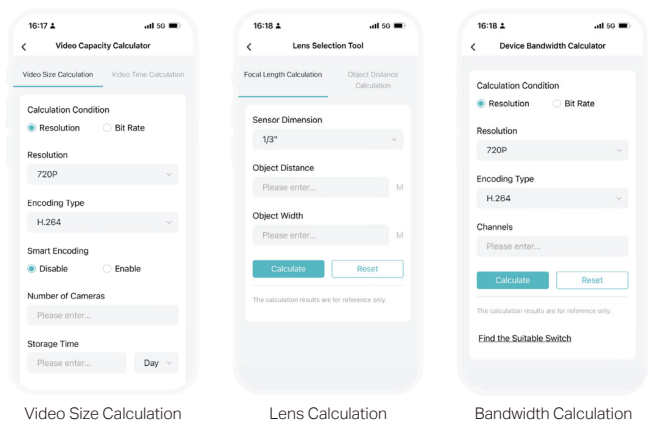 16:17
5G
Video Capacity Calculator
Video Size Calculation
Video Time Calculation
Calculation Condition
Resolution
Bit Rate
Resolution
720P
Encoding Type
H.264
Smart Encoding
Disable
Enable
Number of Cameras
Please enter...
Storage Time
Please enter...
Day
Video Size Calculation
16:18
5G
Lens Selection Tool
Focal Length Calculation
Object Distance
Calculation
Sensor Dimension
1/3"
Object Distance
Please enter...
M
Object Width
Please enter...
M
Calculate
Reset
The calculation results are for reference only.
Lens Calculation
16:18
5G
Device Bandwidth Calculator
Calculation Condition
Resolution
Bit Rate
Resolution
720P
Encoding Type
H.264
Channels
Please enter...
Calculate
Reset
The calculation results are for reference only.
Find the Suitable Switch
Bandwidth Calculation